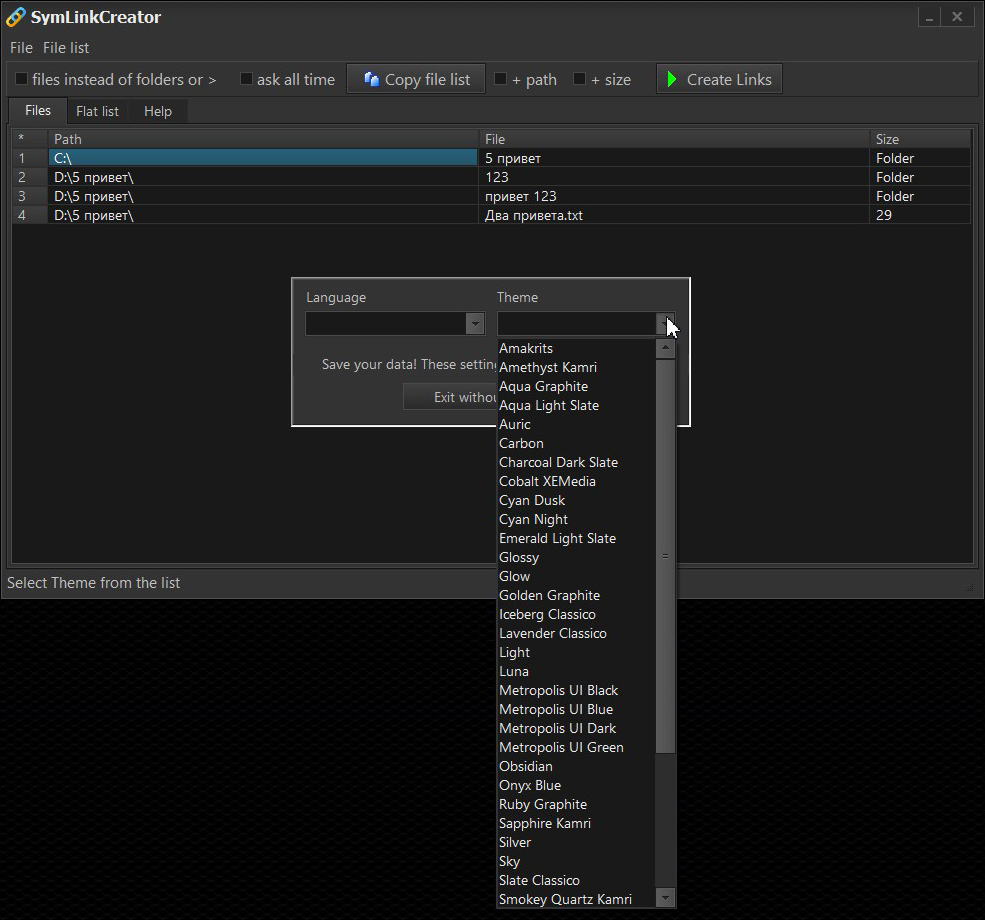 SymLinkCreator
File File list
files instead of folders or > ask all time Copy file list + path + size Create Links
Files Flat list Help
* Path File Size
1 C:\ 5 привет Folder
2 D:\5 привет\ 123 Folder
3 D:\5 привет\ привет 123 Folder
4 D:\5 привет\ Два привета.txt 29
Language Theme
Save your data! These
Exit
Amakrits
Amethyst Kamri
Aqua Graphite
Aqua Light Slate
Auric
Carbon
Charcoal Dark Slate
Cobalt XEMedia
Cyan Dusk
Cyan Night
Emerald Light Slate
Glossy
Glow
Golden Graphite
Iceberg Classico
Lavender Classico
Light
Luna
Metropolis UI Black
Metropolis UI Blue
Metropolis UI Dark
Metropolis UI Green
Obsidian
Onyx Blue
Ruby Graphite
Sapphire Kamri
Silver
Sky
Slate Classico
Smokey Quartz Kamri
Select Theme from the list